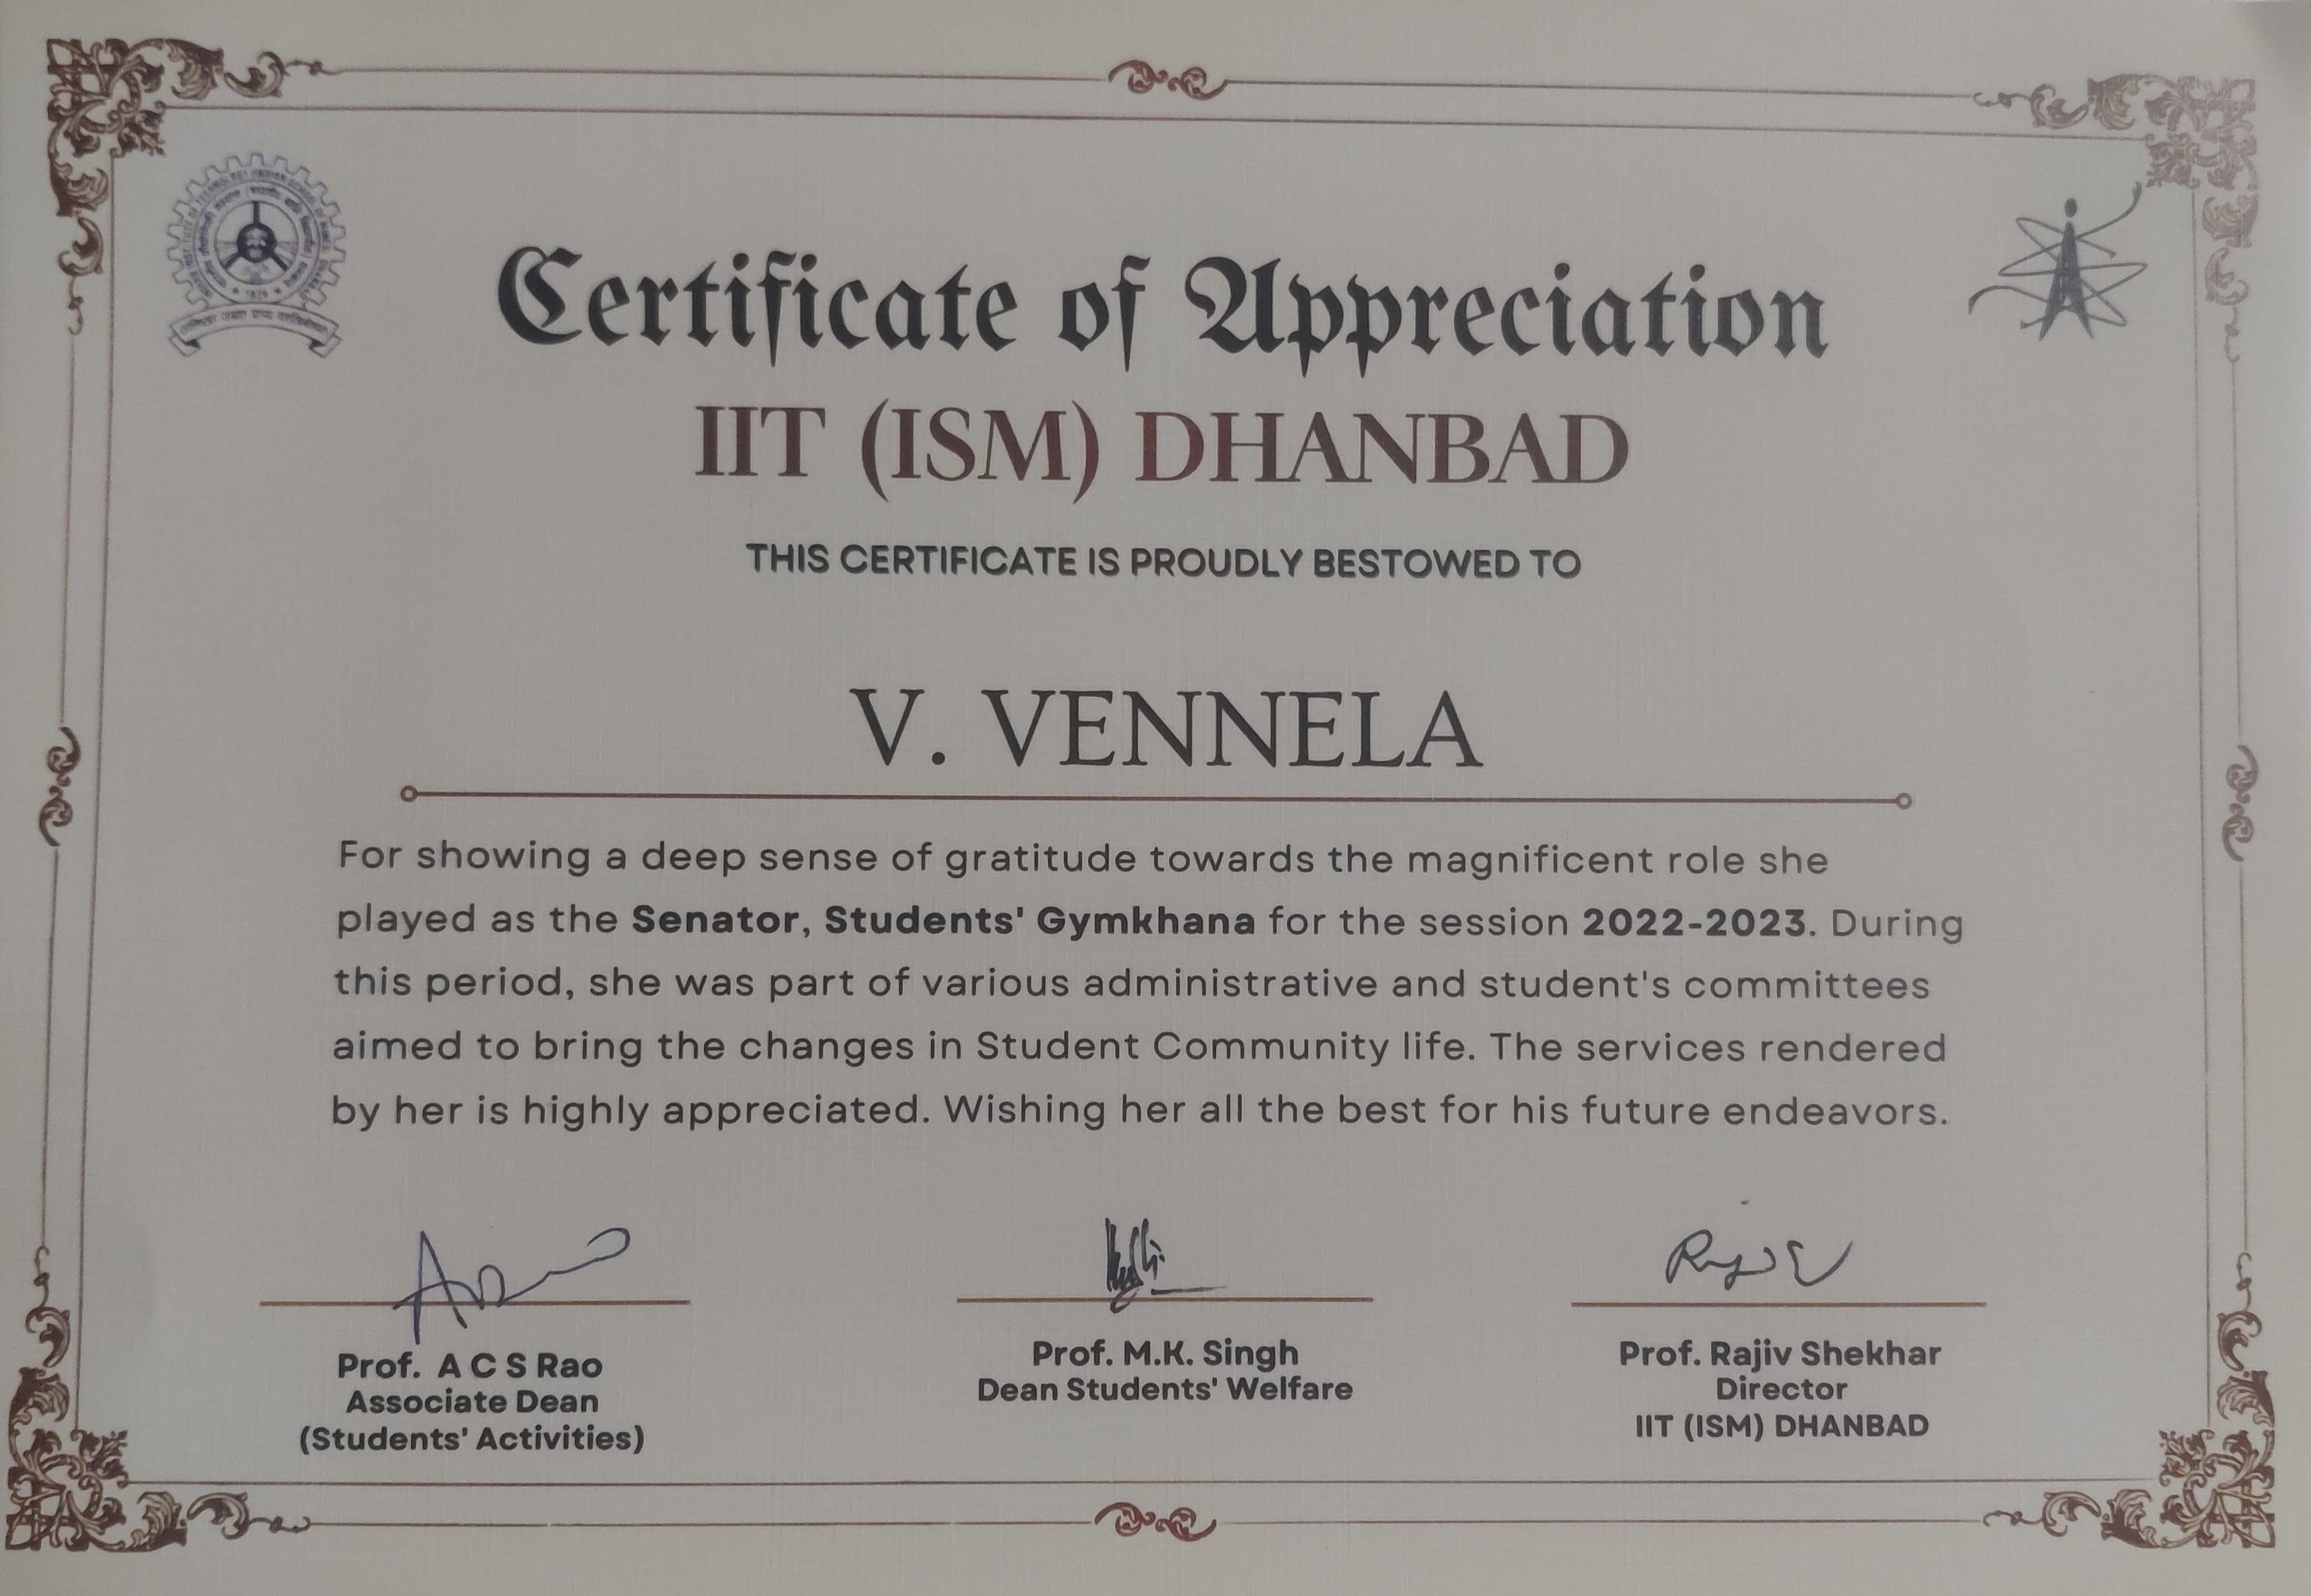 Certificate of Appreciation
IIT (ISM) DHANBAD
THIS CERTIFICATE IS PROUDLY BESTOWED TO
V. VENNELA
For showing a deep sense of gratitude towards the magnificent role she
played as the Senator, Students' Gymkhana for the session 2022-2023. During
this period, she was part of various administrative and student's committees
aimed to bring the changes in Student Community life. The services rendered
by her is highly appreciated. Wishing her all the best for his future endeavors.
Prof. A C S Rao
Associate Dean
(Students' Activities)
Prof. M.K. Singh
Dean Students' Welfare
Prof. Rajiv Shekhar
Director
IIT (ISM) DHANBAD